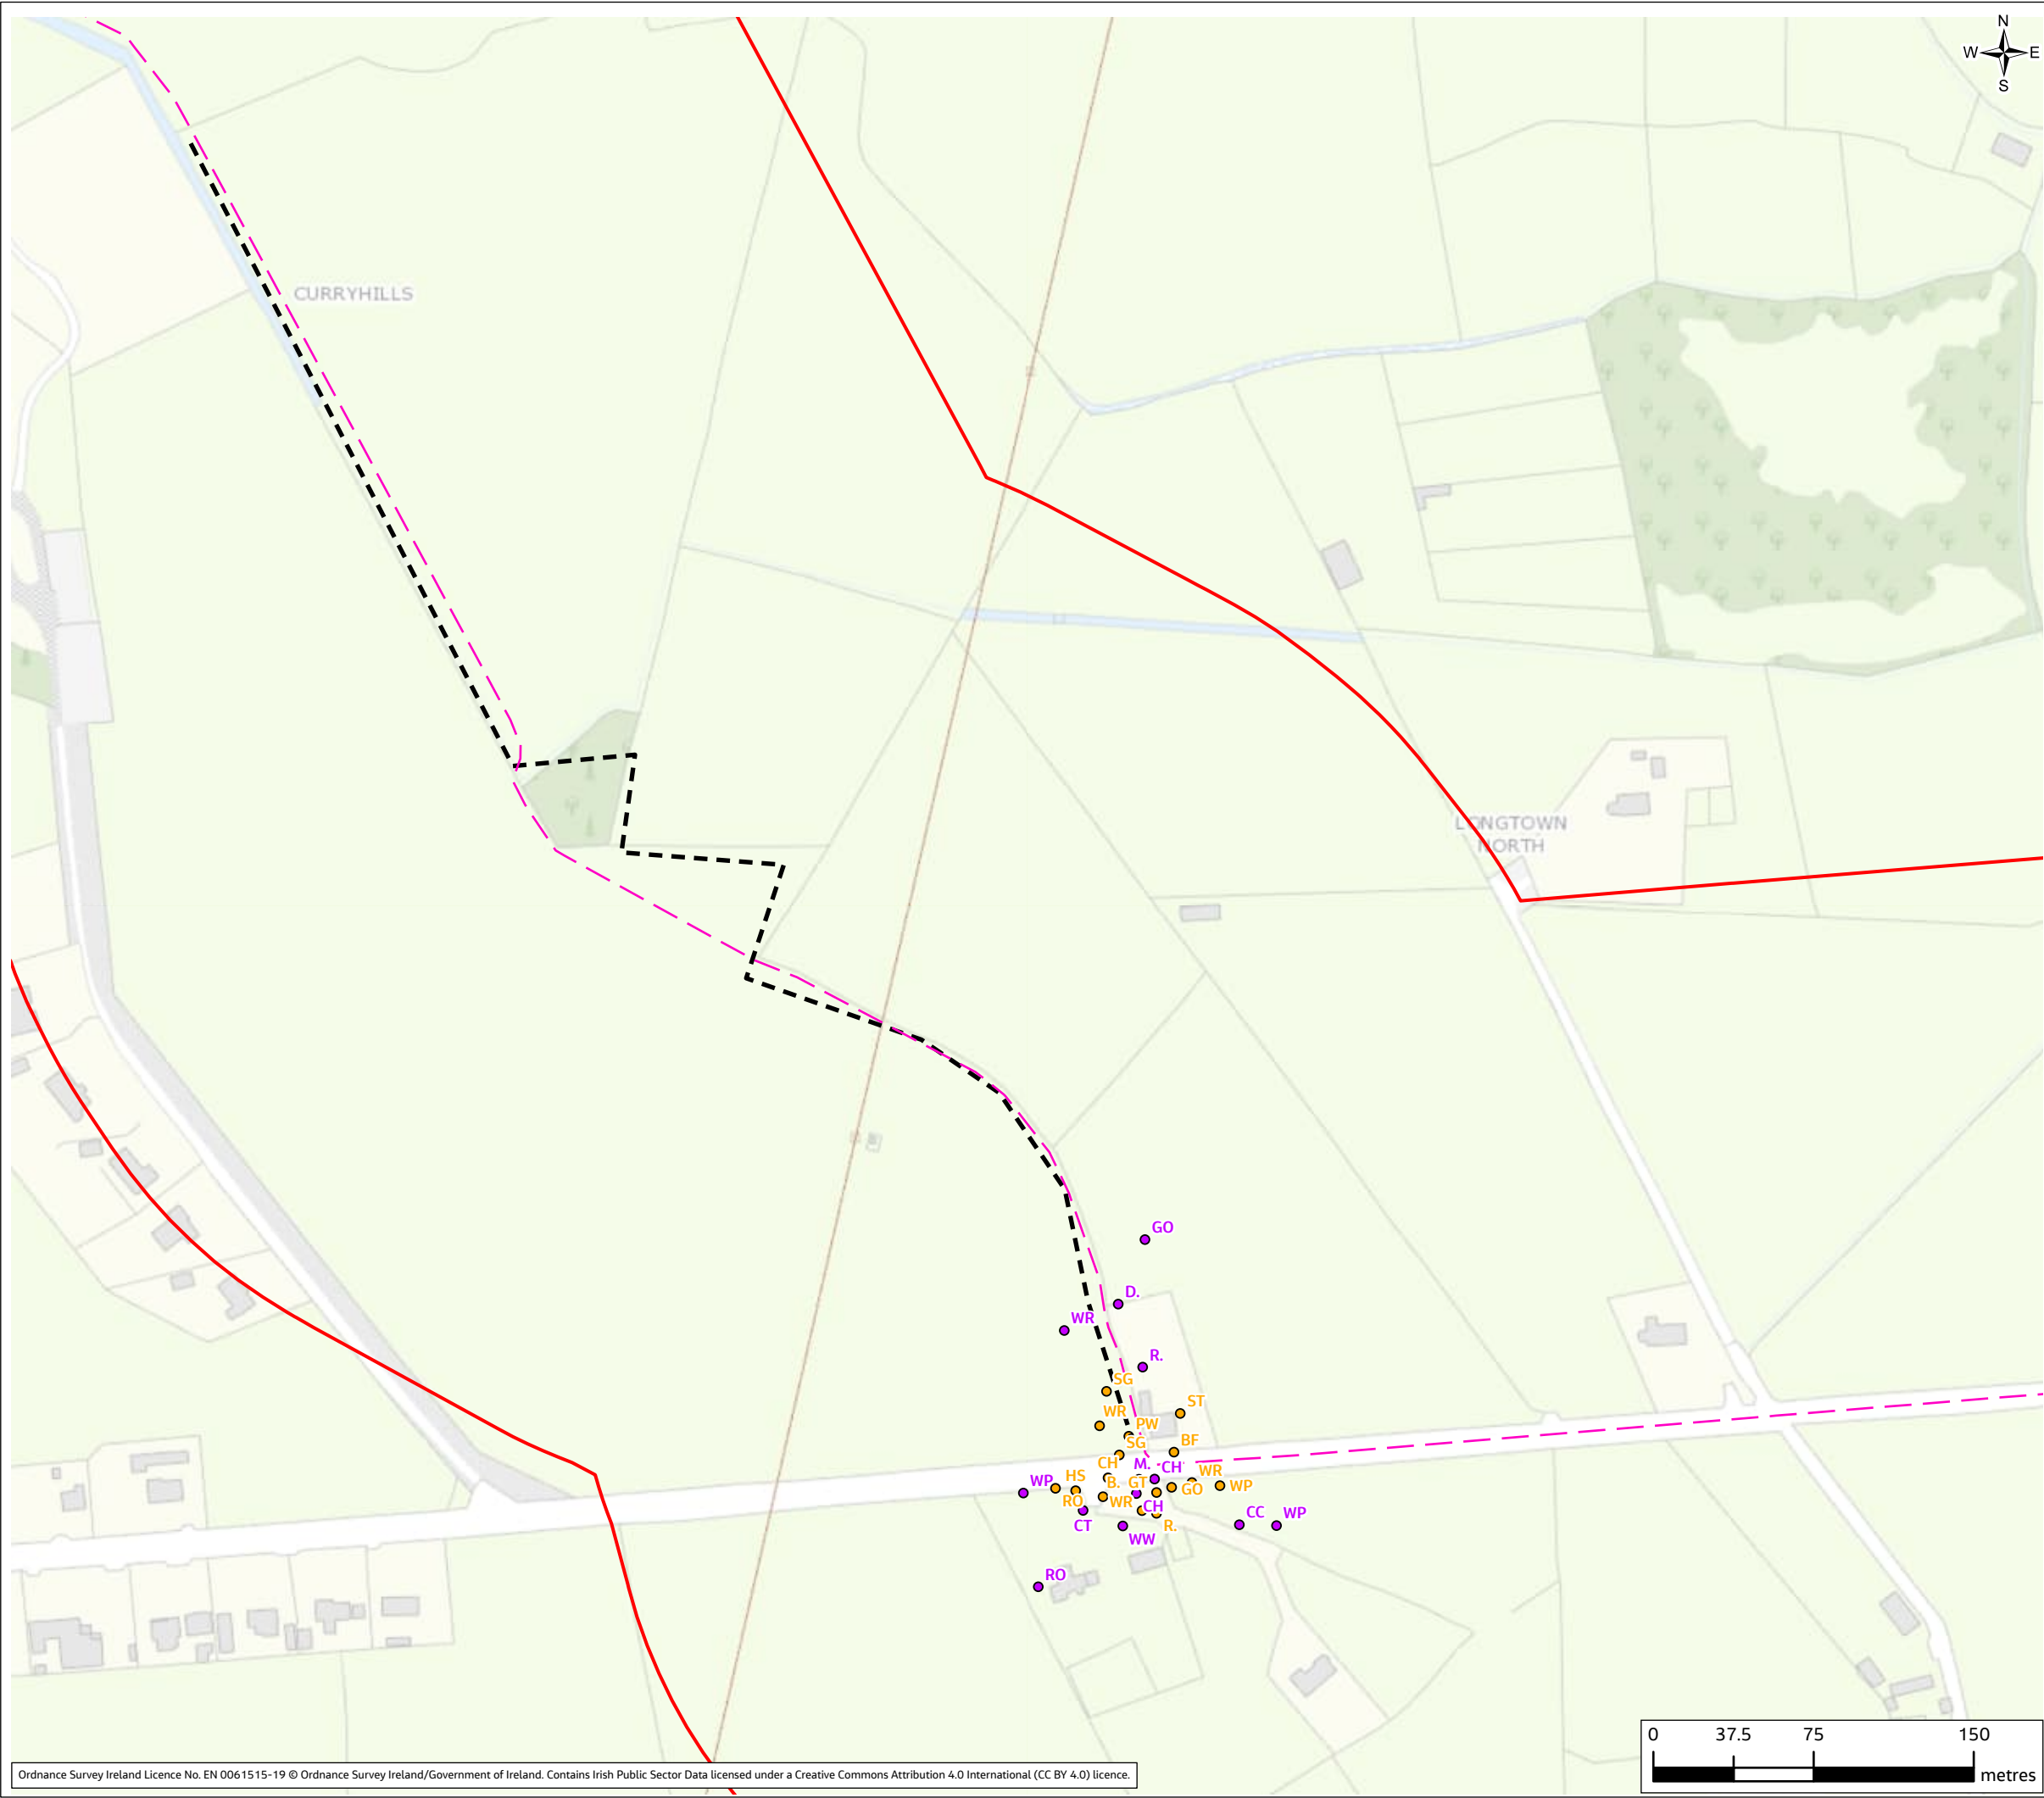 N
W E
S
CURRYHILLS
LONGTOWN
NORTH
GO
D.
WR
R.
SG
ST
WR
PW
SG
BF
CH
M.
CH
WR
HS
WP
B.
GT
GO
WP
RO
WR
CH
CC
WP
CT
R.
WW
RO
0 37.5 75 150
metres
Ordnance Survey Ireland Licence No. EN 0061515-19 © Ordnance Survey Ireland/Government of Ireland. Contains Irish Public Sector Data licensed under a Creative Commons Attribution 4.0 International (CC BY 4.0) licence.